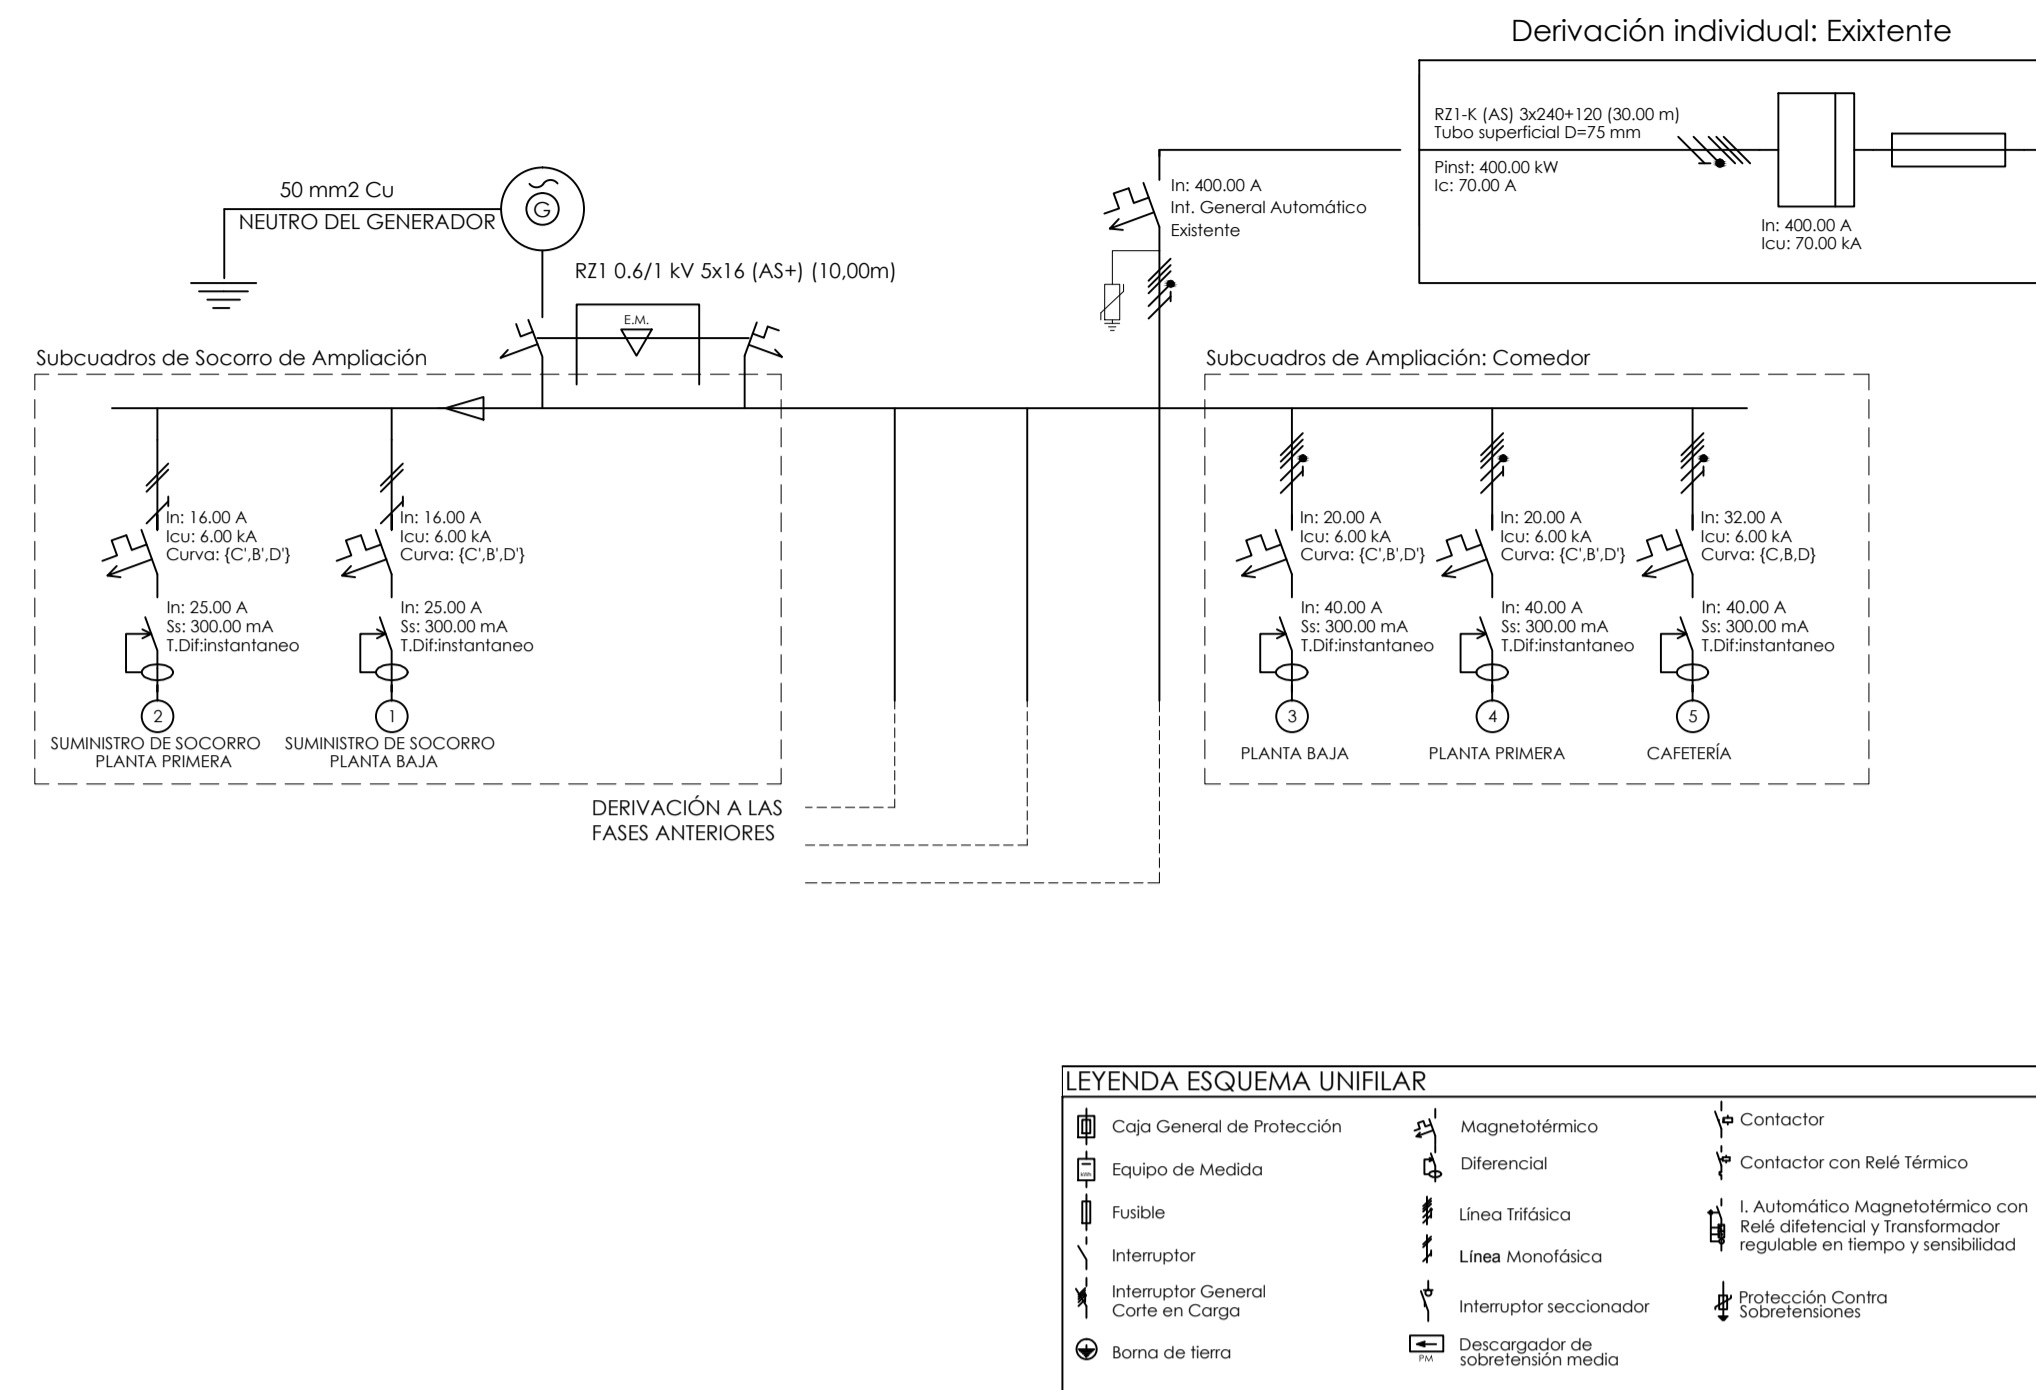 Derivación individual: Exixtente
RZ1-K (AS) 3x240+120 (30.00 m)
Tubo superficial D=75 mm
Pinst: 400.00 kW
Ic: 70.00 A
In: 400.00 A
Icu: 70.00 kA
In: 400.00 A
Int. General Automático
Existente
50 mm2 Cu
NEUTRO DEL GENERADOR
G
RZ1 0.6/1 kV 5x16 (AS+) (10,00m)
E.M.
Subcuadros de Socorro de Ampliación
In: 16.00 A
Icu: 6.00 kA
Curva: {C',B',D'}
In: 25.00 A
Ss: 300.00 mA
T.Dif:instantaneo
2
SUMINISTRO DE SOCORRO
PLANTA PRIMERA
In: 16.00 A
Icu: 6.00 kA
Curva: {C',B',D'}
In: 25.00 A
Ss: 300.00 mA
T.Dif:instantaneo
1
SUMINISTRO DE SOCORRO
PLANTA BAJA
DERIVACIÓN A LAS
FASES ANTERIORES
Subcuadros de Ampliación: Comedor
In: 20.00 A
Icu: 6.00 kA
Curva: {C',B',D'}
In: 40.00 A
Ss: 300.00 mA
T.Dif:instantaneo
3
PLANTA BAJA
In: 20.00 A
Icu: 6.00 kA
Curva: {C',B',D'}
In: 40.00 A
Ss: 300.00 mA
T.Dif:instantaneo
4
PLANTA PRIMERA
In: 32.00 A
Icu: 6.00 kA
Curva: {C,B,D}
In: 40.00 A
Ss: 300.00 mA
T.Dif:instantaneo
5
CAFETERÍA
LEYENDA ESQUEMA UNIFILAR
Caja General de Protección
kWh
Equipo de Medida
Fusible
Interruptor
Interruptor General
Corte en Carga
Borna de tierra
Magnetotérmico
Diferencial
Línea Trifásica
Línea Monofásica
Interruptor seccionador
PM
Descargador de
sobretensión media
Contactor
Contactor con Relé Térmico
I. Automático Magnetotérmico con
Relé difetencial y Transformador
regulable en tiempo y sensibilidad
Protección Contra
Sobretensiones